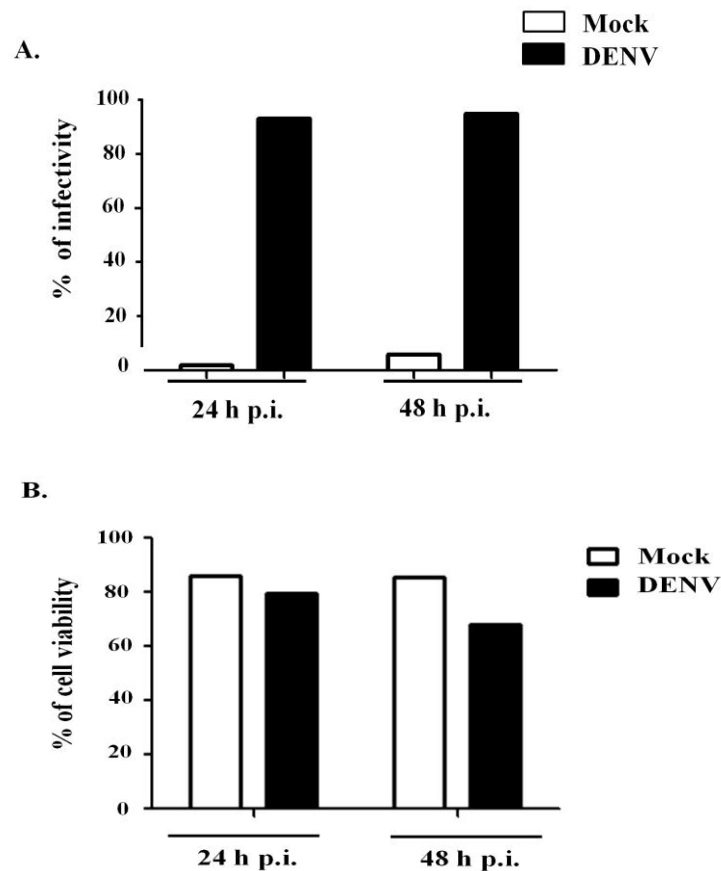 Mock
DENV
A.
% of infectivity
100
80
60
40
20
0
24 h p.i.
48 h p.i.
B.
% of cell viability
100
80
60
40
20
0
Mock
DENV
24 h p.i.
48 h p.i.